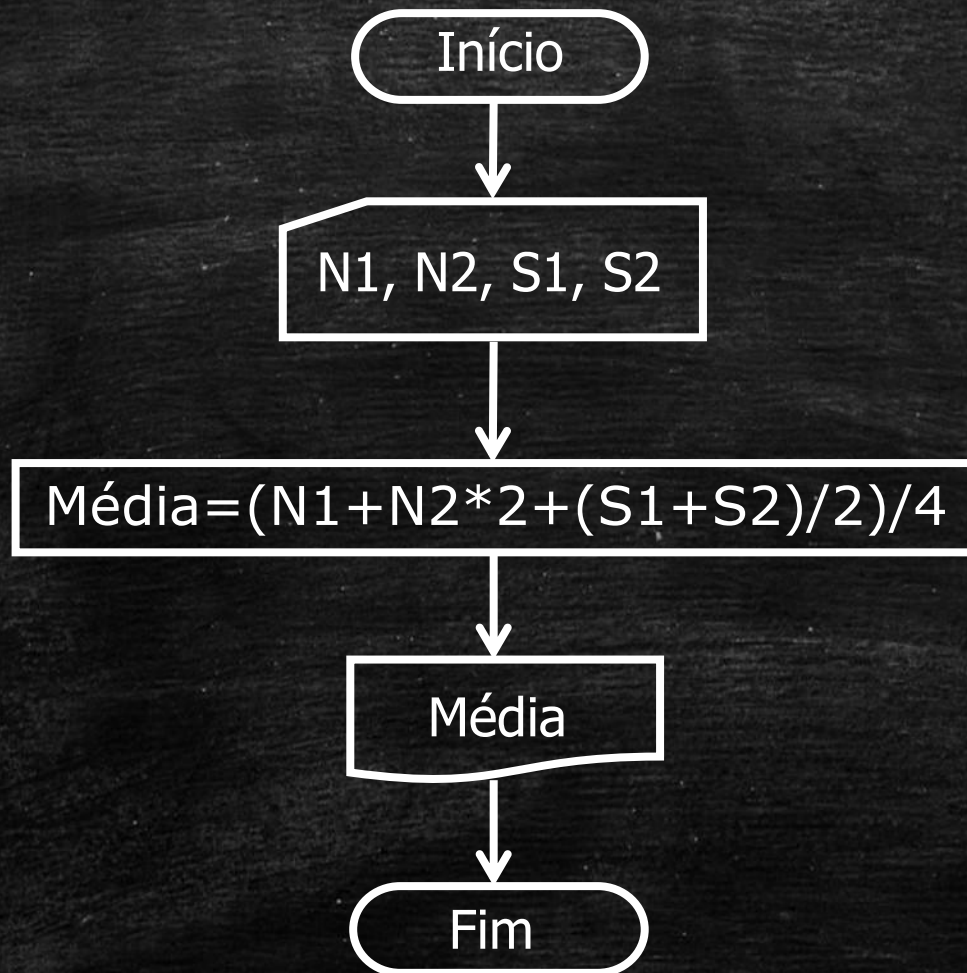 Início
N1, N2, S1, S2
Média=(N1+N2*2+(S1+S2)/2)/4
Média
Fim